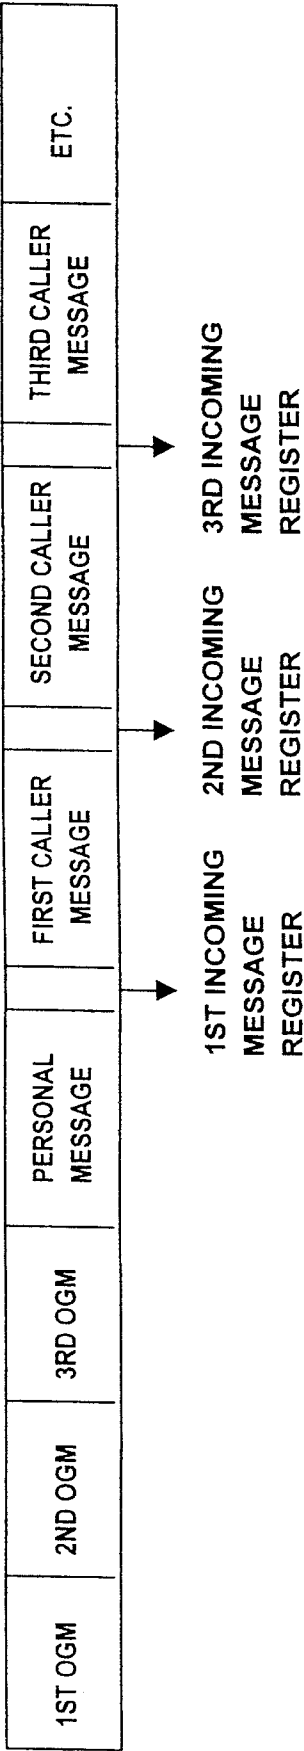 1ST OGM
2ND OGM
3RD OGM
PERSONAL
MESSAGE
FIRST CALLER
MESSAGE
SECOND CALLER
MESSAGE
THIRD CALLER
MESSAGE
ETC.
1ST INCOMING
MESSAGE
REGISTER
2ND INCOMING
MESSAGE
REGISTER
3RD INCOMING
MESSAGE
REGISTER